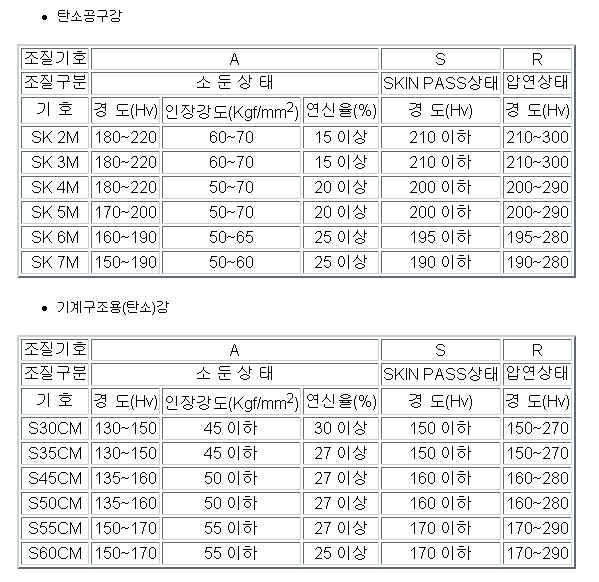 • 탄소공구강
조질기호 A S R
조질구분 소 둔 상 태 SKIN PASS상태 압연상태
기 호 경 도(Hv) 인장강도(Kgf/mm²) 연신율(%) 경 도(Hv) 경 도(Hv)
SK 2M 180~220 60~70 15 이상 210 이하 210~300
SK 3M 180~220 60~70 15 이상 210 이하 210~300
SK 4M 180~220 50~70 20 이상 200 이하 200~290
SK 5M 170~200 50~70 20 이상 200 이하 200~290
SK 6M 160~190 50~65 25 이상 195 이하 195~280
SK 7M 150~190 50~60 25 이상 190 이하 190~280
• 기계구조용(탄소)강
조질기호 A S R
조질구분 소 둔 상 태 SKIN PASS상태 압연상태
기 호 경 도(Hv) 인장강도(Kgf/mm²) 연신율(%) 경 도(Hv) 경 도(Hv)
S30CM 130~150 45 이하 30 이상 150 이하 150~270
S35CM 130~150 45 이하 27 이상 150 이하 150~270
S45CM 135~160 50 이하 27 이상 160 이하 160~280
S50CM 135~160 50 이하 27 이상 160 이하 160~280
S55CM 150~170 55 이하 27 이상 170 이하 170~290
S60CM 150~170 55 이하 25 이상 170 이하 170~290